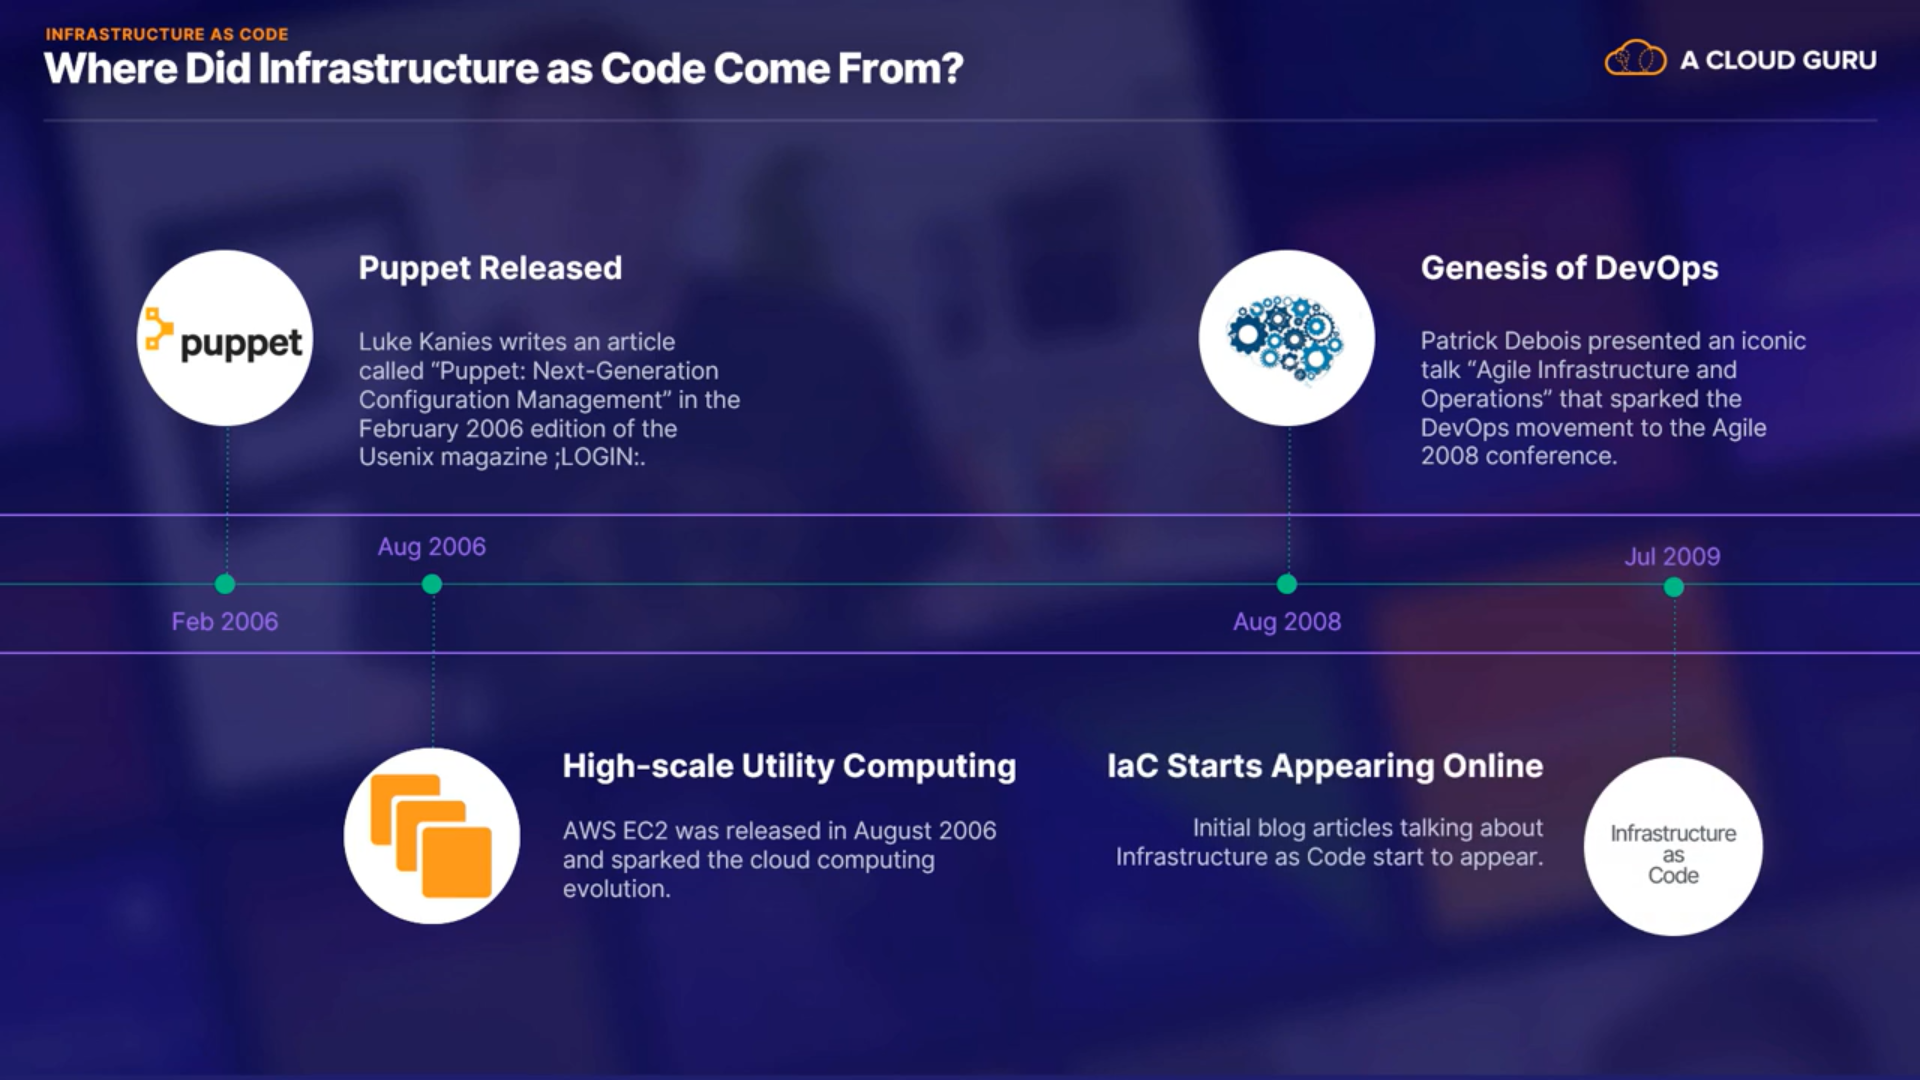 INFRASTRUCTURE AS CODE
Where Did Infrastructure as Code Come From?
A CLOUD GURU
puppet
Puppet Released
Luke Kanies writes an article
called “Puppet: Next-Generation
Configuration Management” in the
February 2006 edition of the
Usenix magazine ;LOGIN:.
Genesis of DevOps
Patrick Debois presented an iconic
talk “Agile Infrastructure and
Operations” that sparked the
DevOps movement to the Agile
2008 conference.
Feb 2006
Aug 2006
Aug 2008
Jul 2009
High-scale Utility Computing
AWS EC2 was released in August 2006
and sparked the cloud computing
evolution.
IaC Starts Appearing Online
Initial blog articles talking about
Infrastructure as Code start to appear.
Infrastructure
as
Code